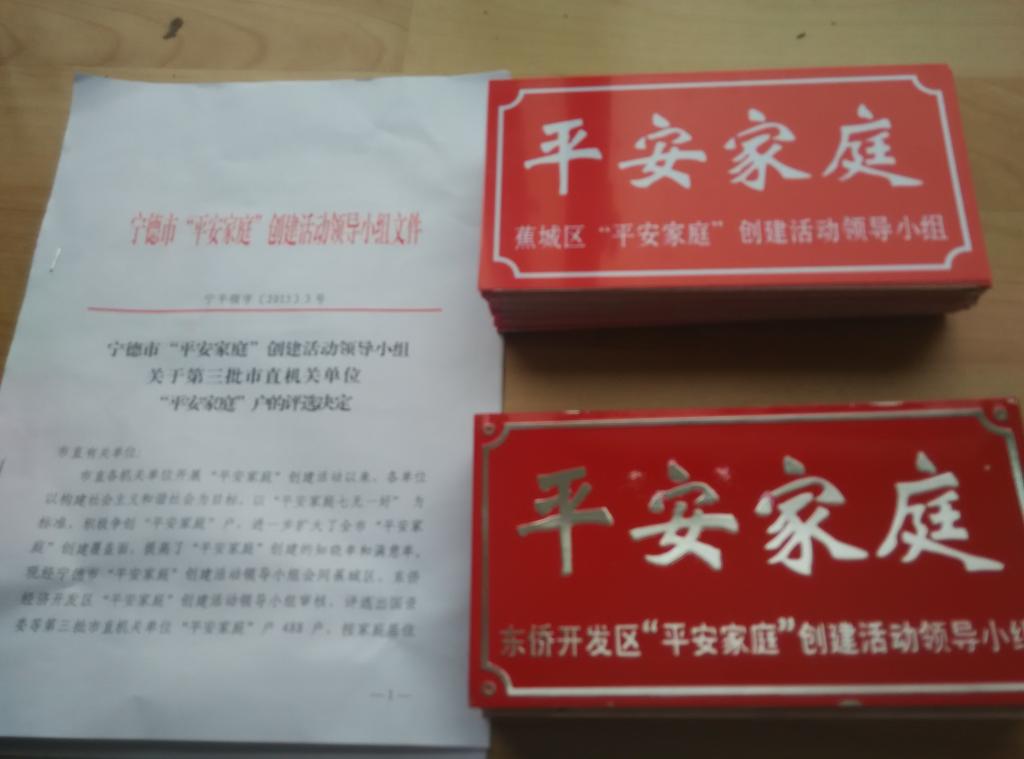 宁德市“平安家庭”创建活动领导小组文件
宁平领字〔2013〕3号
宁德市“平安家庭”创建活动领导小组
关于第三批市直机关单位
“平安家庭”户的评选决定
市直有关单位:
市直各机关单位开展“平安家庭”创建活动以来,各单位
以构建社会主义和谐社会为目标,以“平安家庭七无一好”为
标准,积极争创“平安家庭”户,进一步扩大了全市“平安家
庭”创建覆盖面,提高了“平安家庭”创建的知晓率和满意率。
现经宁德市“平安家庭”创建活动领导小组会同蕉城区、东侨
经济开发区“平安家庭”创建活动领导小组审核,评选出国资
委等第三批市直机关单位“平安家庭”户 488 户,按家庭居住
—1—
平安家庭
蕉城区“平安家庭”创建活动领导小组
平安家庭
东侨开发区“平安家庭”创建活动领导小组